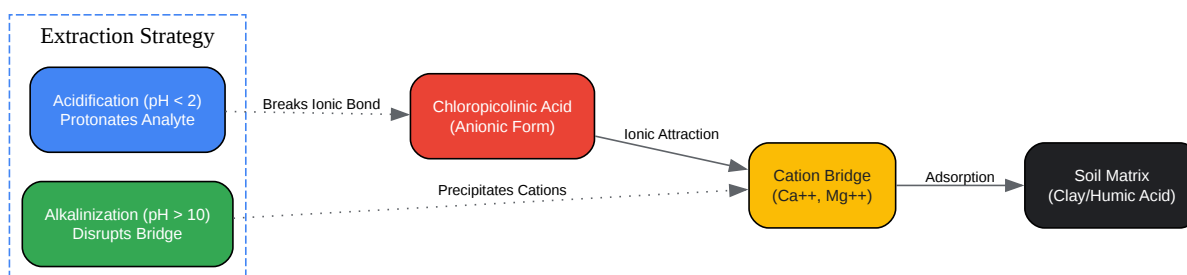 Extraction Strategy
Acidification (pH < 2)
Protonates Analyte
Breaks Ionic Bond
Chloropicolinic Acid
(Anionic Form)
Ionic Attraction
Alkalinization (pH > 10)
Disrupts Bridge
Precipitates Cations
Cation Bridge
(Ca++, Mg++)
Adsorption
Soil Matrix
(Clay/Humic Acid)